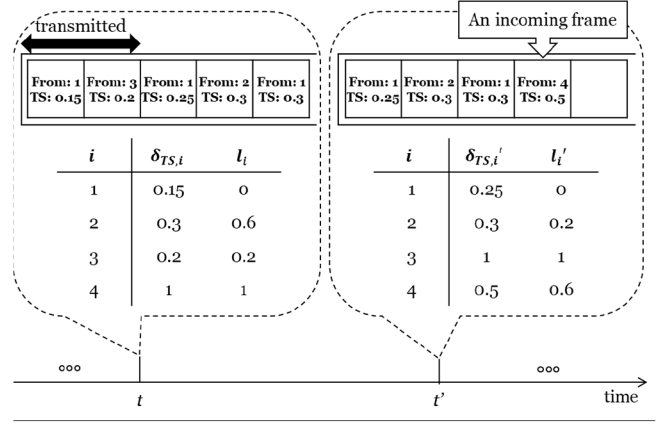 transmitted
An incoming frame
From: 1 From: 3 From: 1 From: 2 From: 1
TS: 0.15 TS: 0.2 TS: 0.25 TS: 0.3 TS: 0.3
From: 1 From: 2 From: 1 From: 4
TS: 0.25 TS: 0.3 TS: 0.3 TS: 0.5
i δTS,i li
1 0.15 0
2 0.3 0.6
3 0.2 0.2
4 1 1
i δTS,i′ li′
1 0.25 0
2 0.3 0.2
3 1 1
4 0.5 0.6
t t’ time